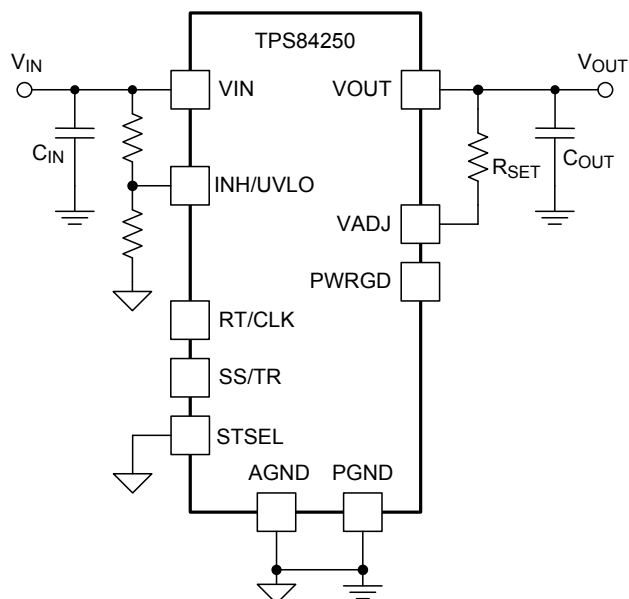 TPS84250
VIN
VOUT
VIN
VOUT
CIN
RSET
COUT
INH/UVLO
VADJ
PWRGD
RT/CLK
SS/TR
STSEL
AGND
PGND